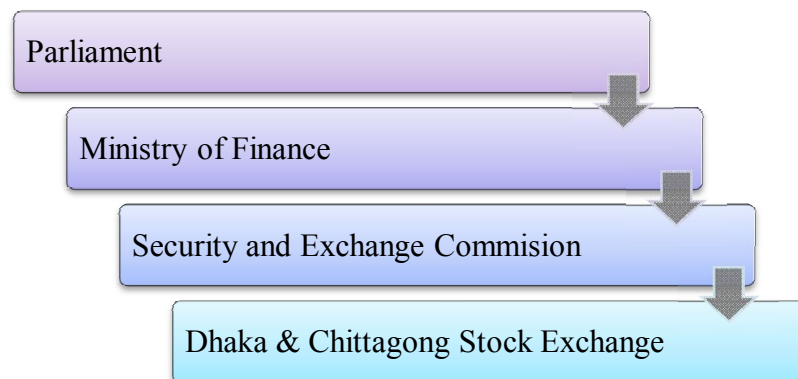 Parliament
Ministry of Finance
Security and Exchange Commision
Dhaka & Chittagong Stock Exchange